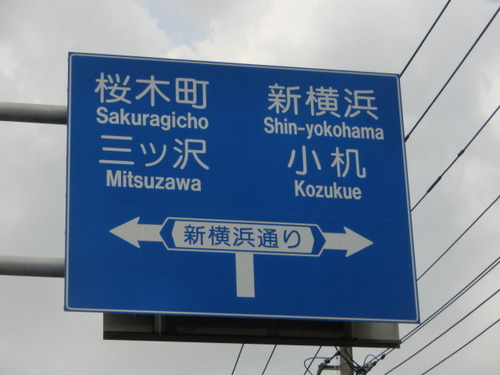 桜木町
Sakuragicho
三ッ沢
Mitsuzawa
新横浜
Shin-yokohama
小机
Kozukue
新横浜通り